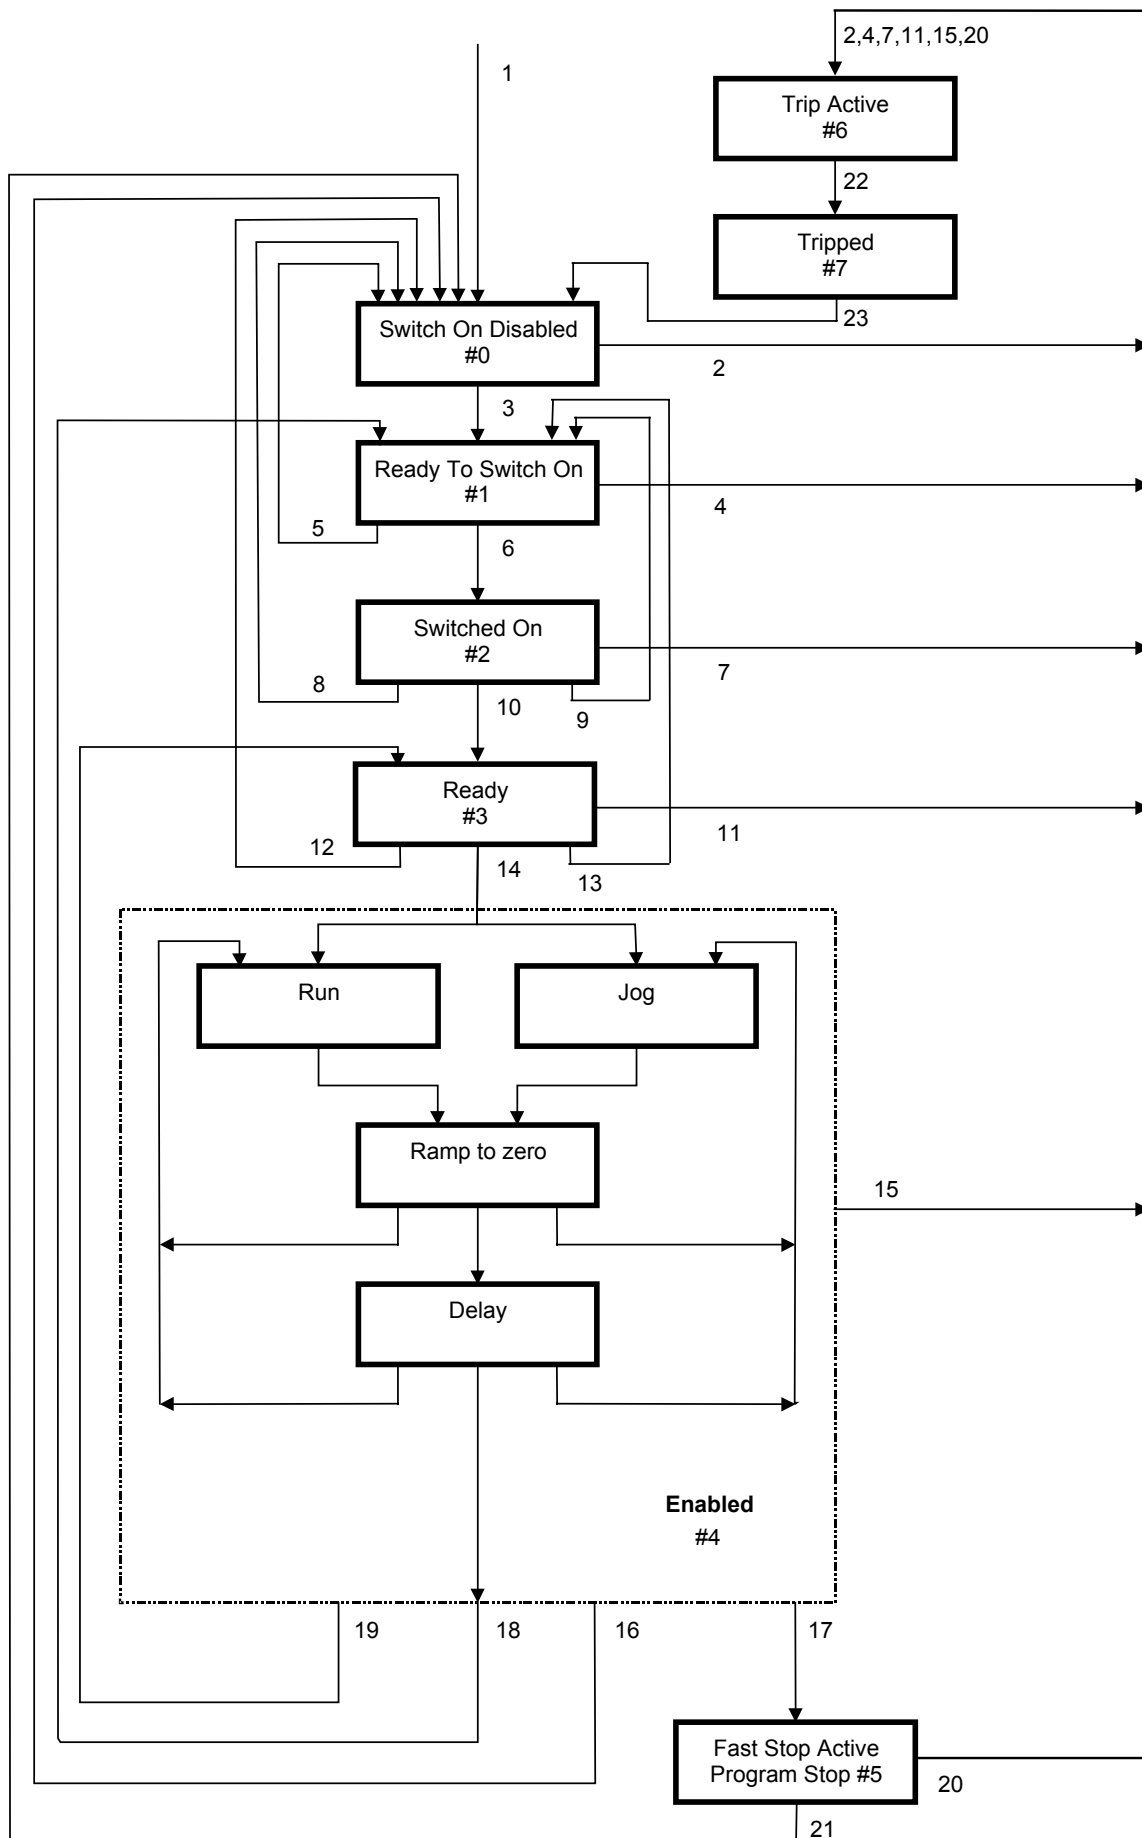 2,4,7,11,15,20
1
Trip Active
#6
22
Tripped
#7
23
Switch On Disabled
#0
2
3
Ready To Switch On
#1
4
5
6
Switched On
#2
7
8
10
9
Ready
#3
11
12
14
13
Run
Jog
Ramp to zero
15
Delay
Enabled
#4
19
18
16
17
Fast Stop Active
Program Stop #5
20
21